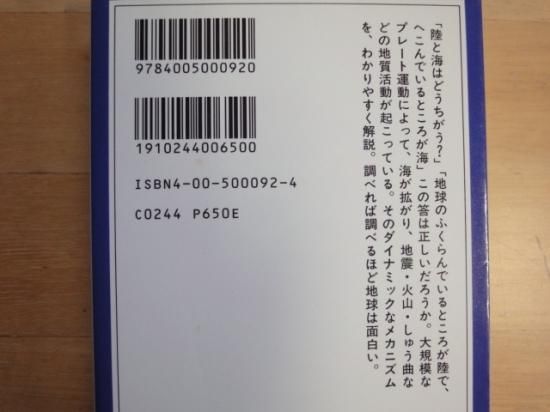 9784005000920
1910244006500
ISBN4-00-500092-4
C0244 P650E
「陸と海はどうちがう?」「地球のふくらんでいるところが陸で、
へこんでいるところが海」この答は正しいだろうか。大規模な
プレート運動によって、海が拡がり、地震・火山・しゅう曲な
どの地質活動が起こっている。そのダイナミックなメカニズム
を、わかりやすく解説。調べれば調べるほど地球は面白い。